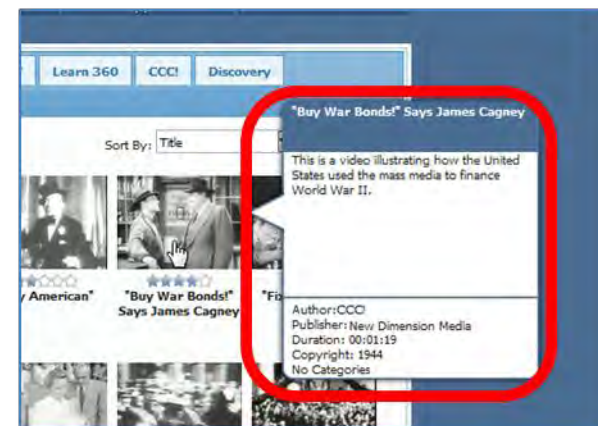 Learn 360
CCC!
Discovery
"Buy War Bonds!" Says James Cagney
Sort By: Title
This is a video illustrating how the United
States used the mass media to finance
World War II.
American"
"Buy War Bonds!"
Says James Cagney
"Fix
Author:CCC!
Publisher: New Dimension Media
Duration: 00:01:19
Copyright: 1944
No Categories